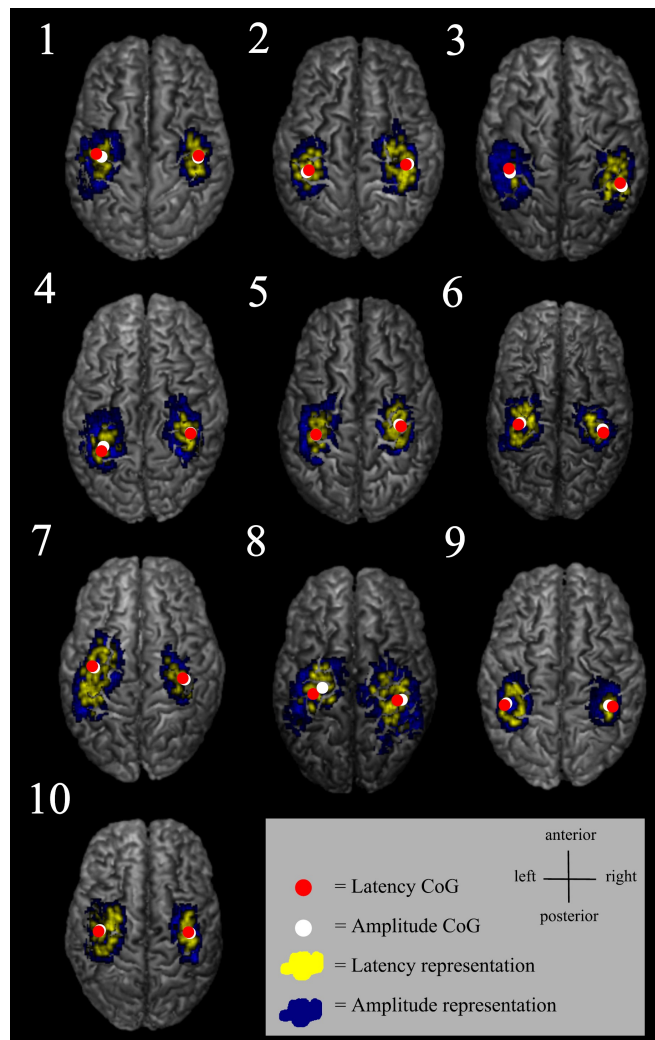 1 2 3
4 5 6
7 8 9
10
anterior
left right
posterior
= Latency CoG
= Amplitude CoG
= Latency representation
= Amplitude representation